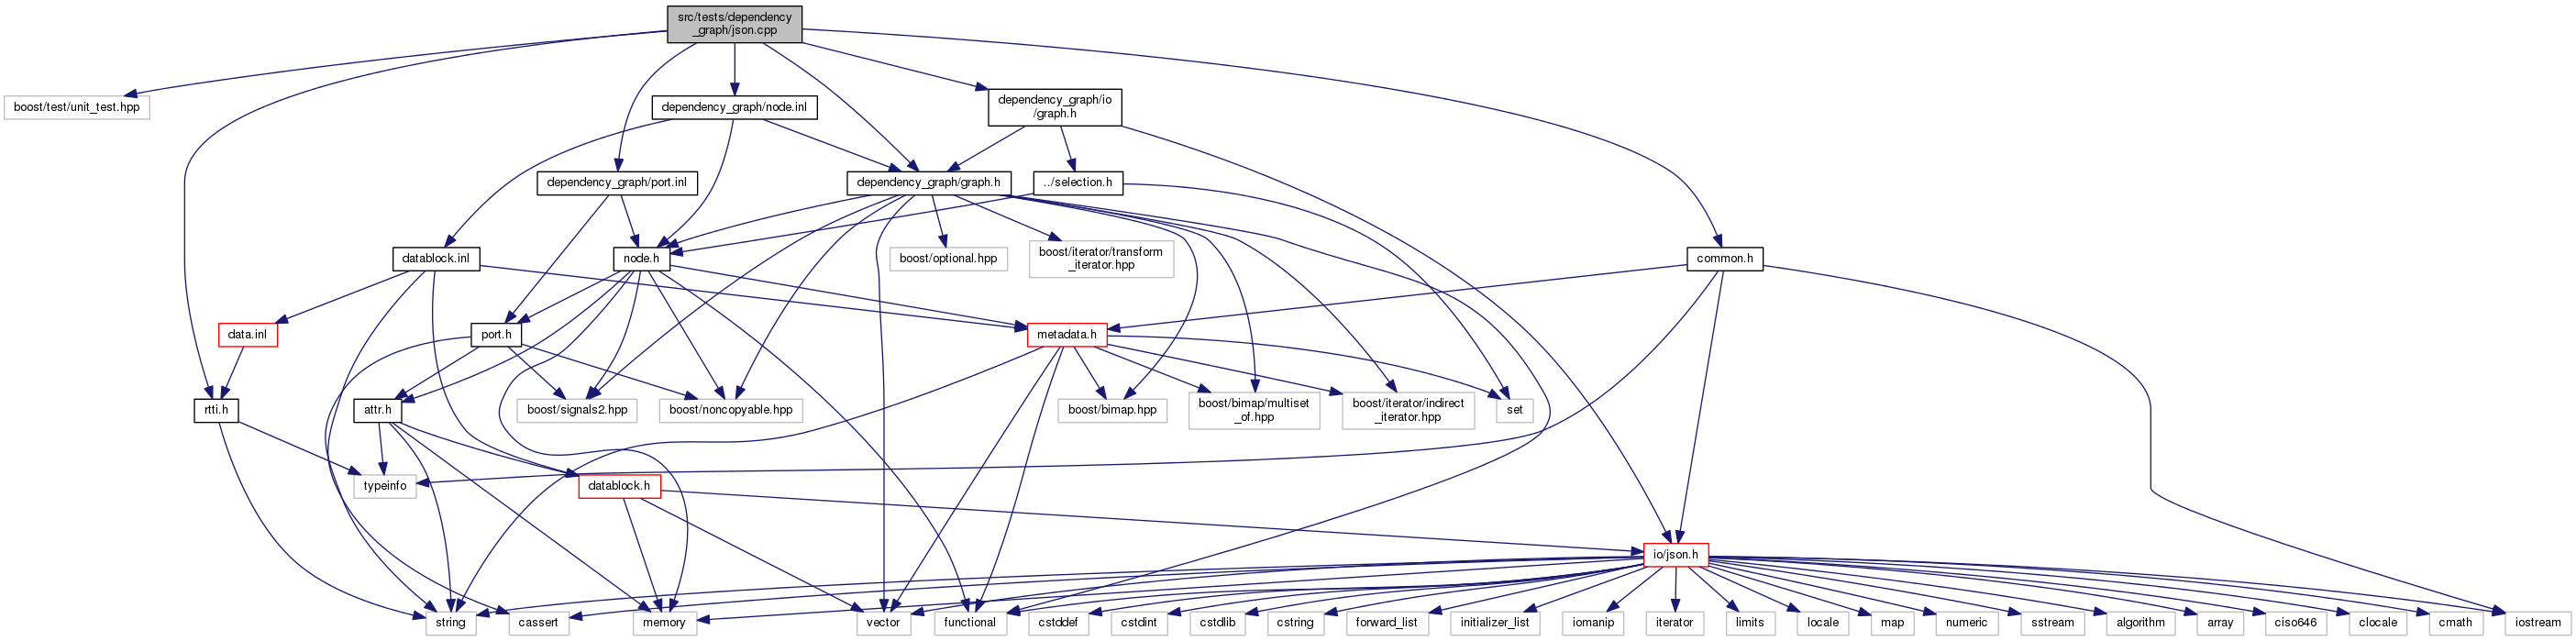 src/tests/dependency
_graph/json.cpp
boost/test/unit_test.hpp
dependency_graph/node.inl
dependency_graph/io
/graph.h
dependency_graph/port.inl
dependency_graph/graph.h
../selection.h
datablock.inl
node.h
boost/optional.hpp
boost/iterator/transform
_iterator.hpp
common.h
data.inl
port.h
metadata.h
rtti.h
attr.h
boost/signals2.hpp
boost/noncopyable.hpp
boost/bimap.hpp
boost/bimap/multiset
_of.hpp
boost/iterator/indirect
_iterator.hpp
set
typeinfo
datablock.h
io/json.h
string
cassert
memory
vector
functional
cstddef
cstdint
cstdlib
cstring
forward_list
initializer_list
iomanip
iterator
limits
locale
map
numeric
sstream
algorithm
array
ciso646
clocale
cmath
iostream